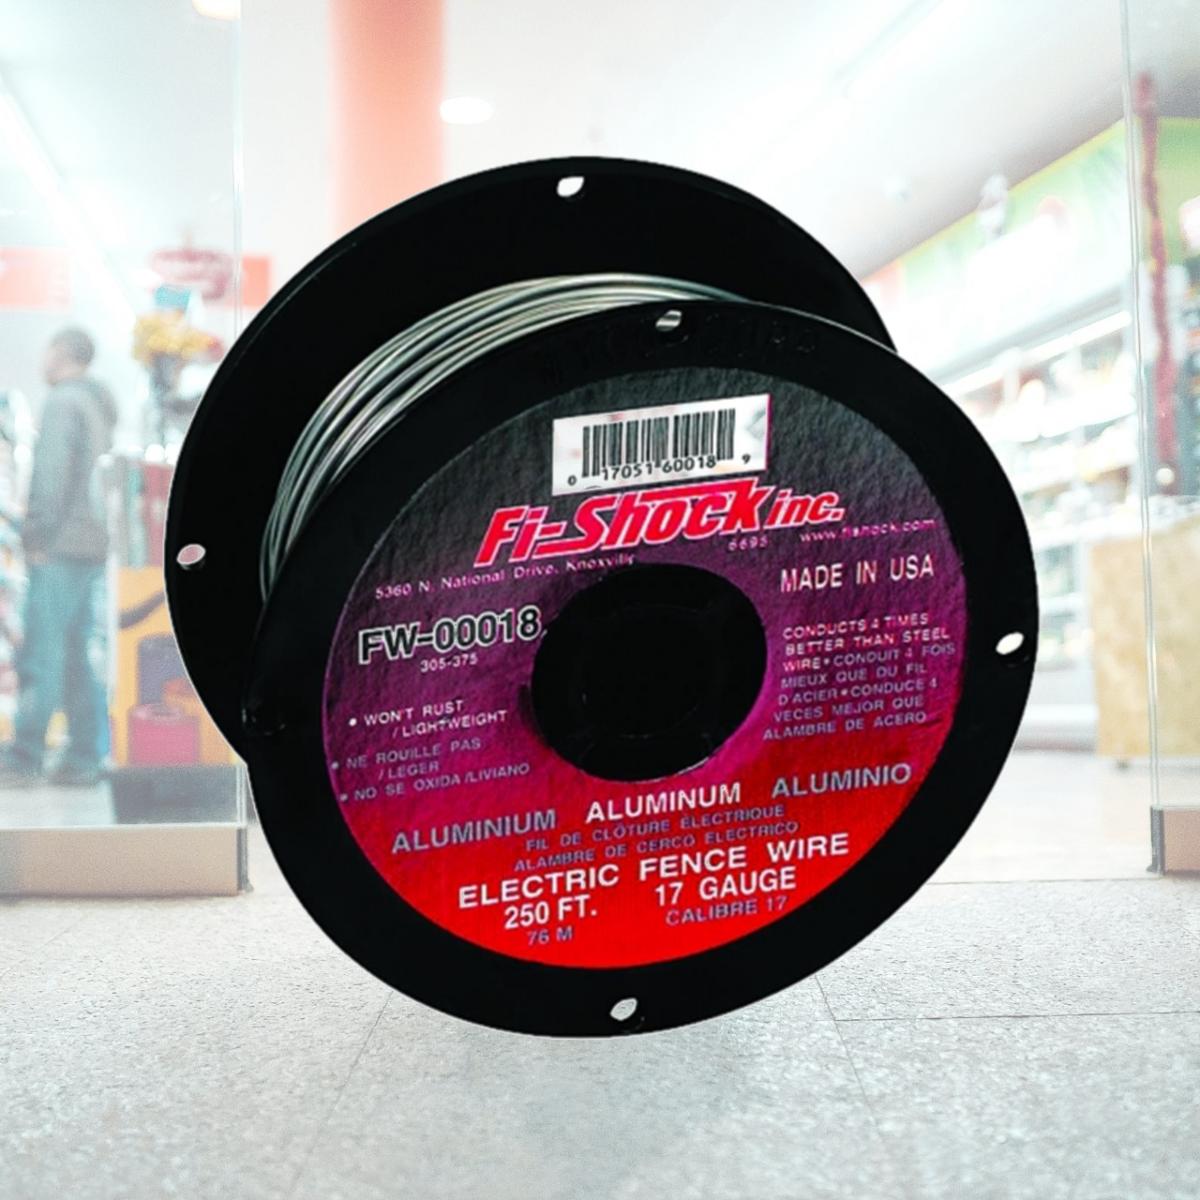 0 17051 60018 9
Fi-Shock inc.
5360 N. National Drive, Knoxville
6695
www.fishock.com
MADE IN USA
FW-00018
305-375
CONDUCTS 4 TIMES
BETTER THAN STEEL
WIRE • CONDUIT 4 FOIS
MIEUX QUE DU FIL
D'ACIER • CONDUCE 4
VECES MEJOR QUE
ALAMBRE DE ACERO
• WON'T RUST
/ LIGHTWEIGHT
• NE ROUILLE PAS
/ LEGER
• NO SE OXIDA / LIVIANO
ALUMINIUM ALUMINUM ALUMINIO
FIL DE CLÔTURE ÉLECTRIQUE
ALAMBRE DE CERCO ELECTRICO
ELECTRIC FENCE WIRE
250 FT. 17 GAUGE
76 M CALIBRE 17